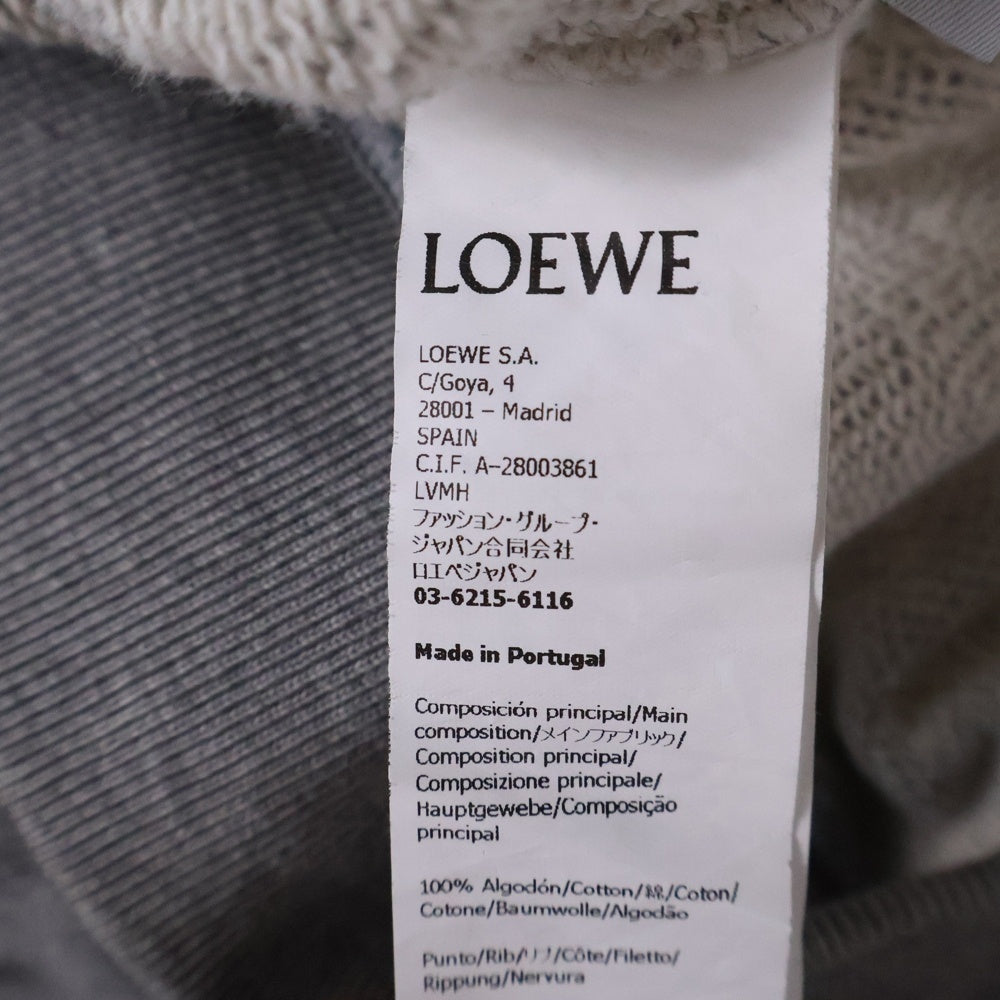 LOEWE
LOEWE S.A.
C/Goya, 4
28001 – Madrid
SPAIN
C.I.F. A-28003861
LVMH
ファッション・グループ・
ジャパン合同会社
ロエベジャパン
03-6215-6116
Made in Portugal
Composición principal/Main
composition/メインファブリック/
Composition principal/
Composizione principale/
Hauptgewebe/Composição
principal
100% Algodón/Cotton/綿/Coton/
Cotone/Baumwolle/Algodão
Punto/Rib/リブ/Côte/Filetto/
Rippung/Nervura